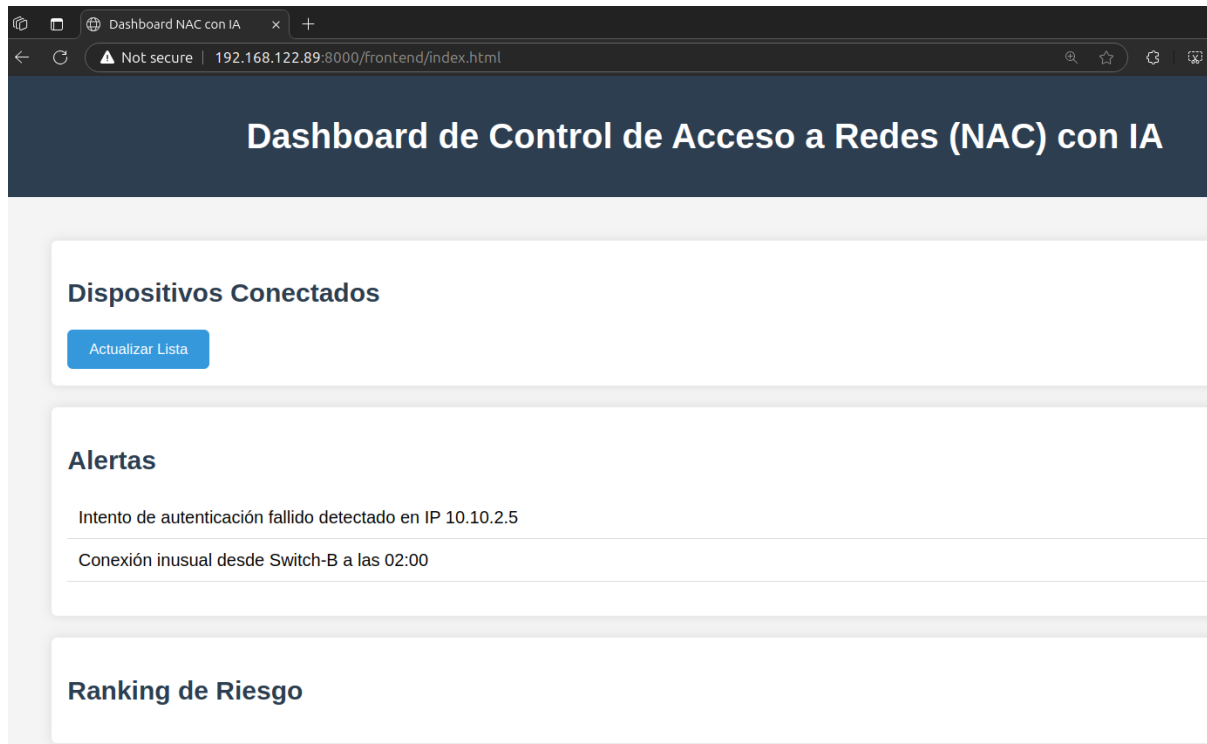 Dashboard NAC con IA
Not secure | 192.168.122.89:8000/frontend/index.html
Dashboard de Control de Acceso a Redes (NAC) con IA
Dispositivos Conectados
Actualizar Lista
Alertas
Intento de autenticación fallido detectado en IP 10.10.2.5
Conexión inusual desde Switch-B a las 02:00
Ranking de Riesgo